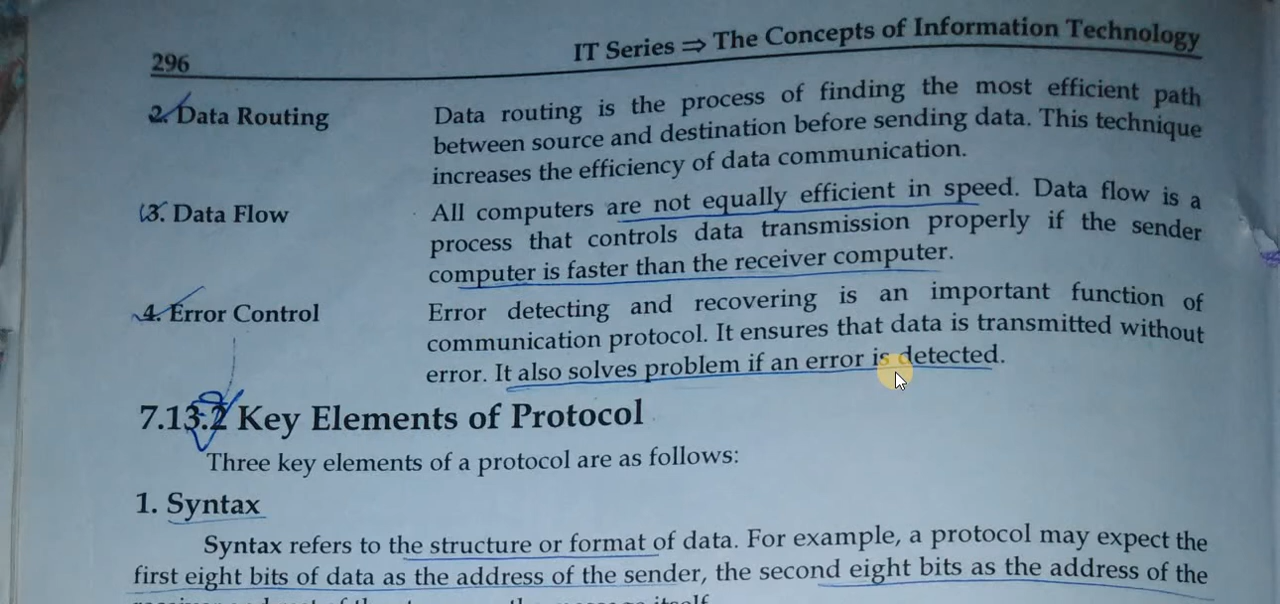 296
IT Series ⇒ The Concepts of Information Technology
2. Data Routing
Data routing is the process of finding the most efficient path
between source and destination before sending data. This technique
increases the efficiency of data communication.
3. Data Flow
All computers are not equally efficient in speed. Data flow is a
process that controls data transmission properly if the sender
computer is faster than the receiver computer.
4. Error Control
Error detecting and recovering is an important function of
communication protocol. It ensures that data is transmitted without
error. It also solves problem if an error is detected.
7.13.2 Key Elements of Protocol
Three key elements of a protocol are as follows:
1. Syntax
Syntax refers to the structure or format of data. For example, a protocol may expect the
first eight bits of data as the address of the sender, the second eight bits as the address of the
itself